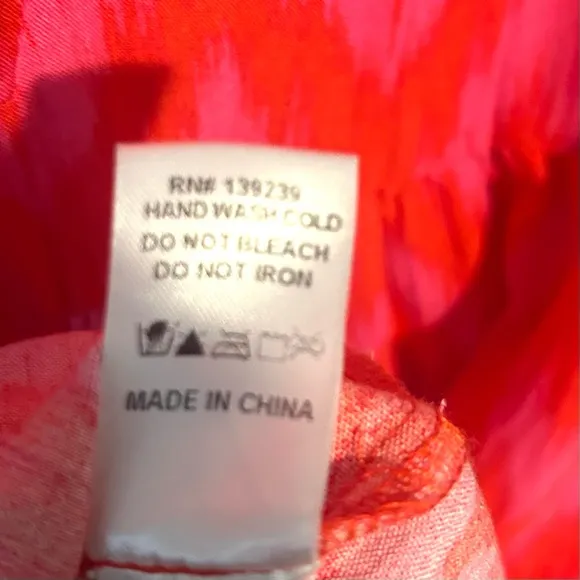 RN# 139239
HAND WASH COLD
DO NOT BLEACH
DO NOT IRON
MADE IN CHINA